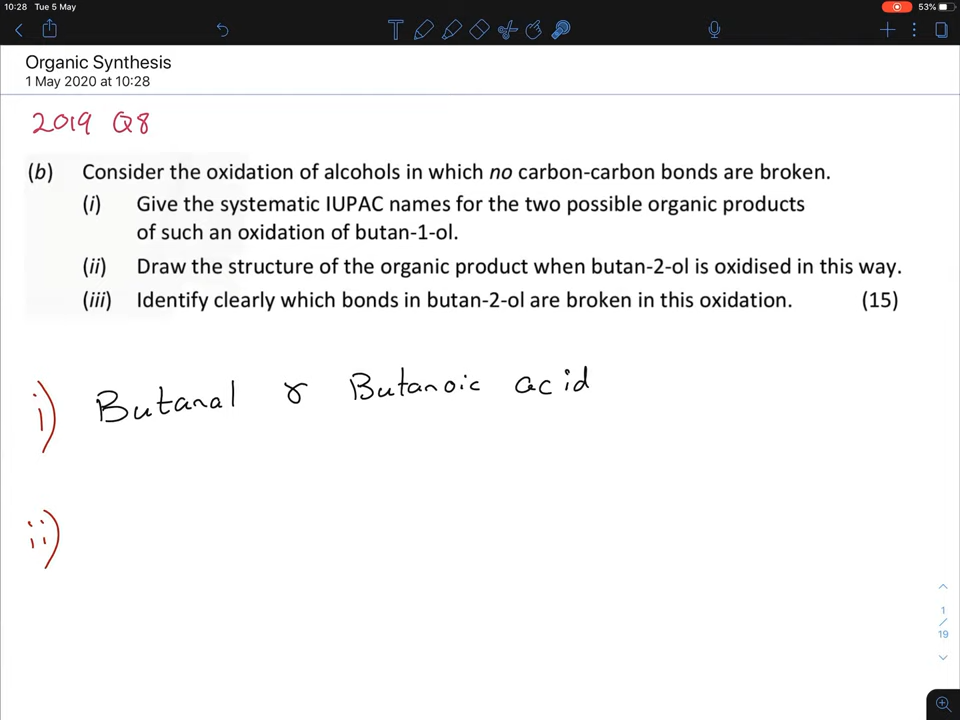 10:28 Tue 5 May 53%
T
Organic Synthesis
1 May 2020 at 10:28
2019 Q8
(b) Consider the oxidation of alcohols in which no carbon-carbon bonds are broken.
(i) Give the systematic IUPAC names for the two possible organic products
of such an oxidation of butan-1-ol.
(ii) Draw the structure of the organic product when butan-2-ol is oxidised in this way.
(iii) Identify clearly which bonds in butan-2-ol are broken in this oxidation. (15)
i) Butanal & Butanoic acid
ii)
1
/
19